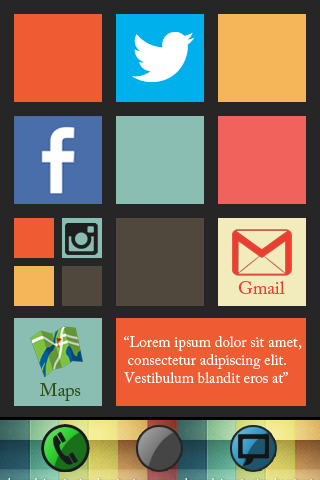 Gmail
Maps
“Lorem ipsum dolor sit amet,
consectetur adipiscing elit.
Vestibulum blandit eros at”